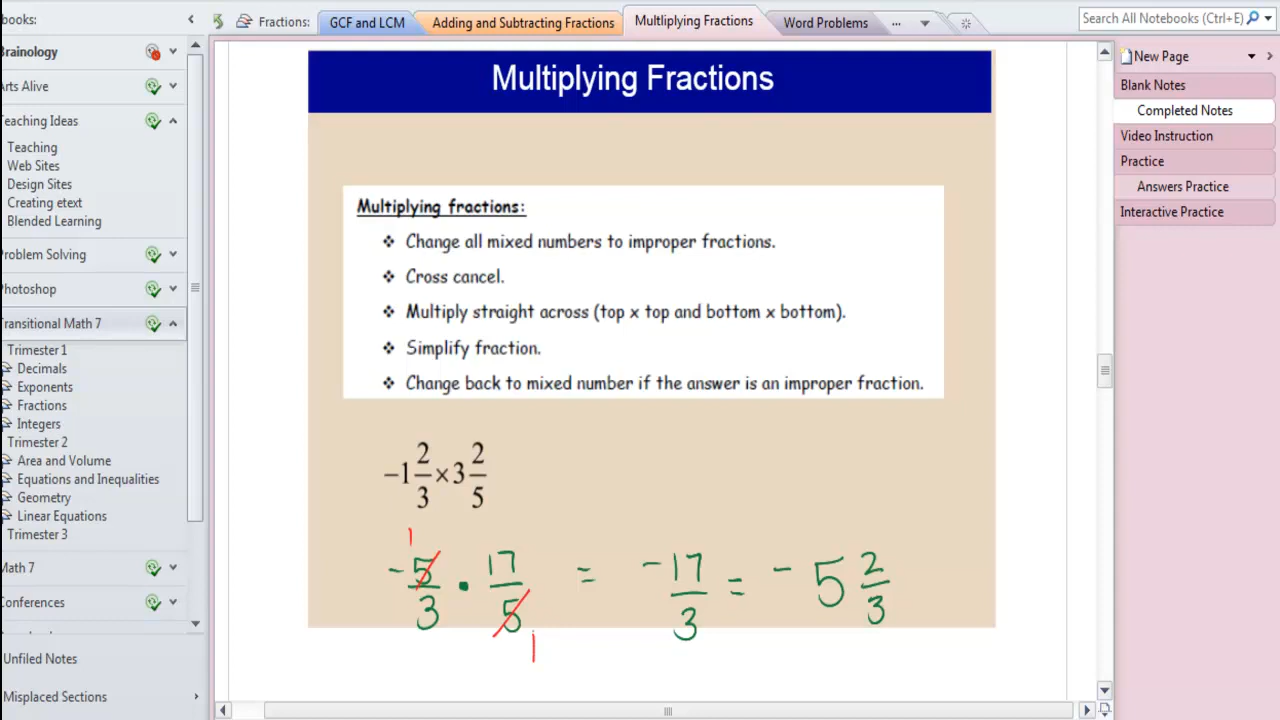 ooks:
Fractions:
GCF and LCM
Adding and Subtracting Fractions
Multiplying Fractions
Word Problems
...
Search All Notebooks (Ctrl+E)
Brainology
Arts Alive
Teaching Ideas
Teaching
Web Sites
Design Sites
Creating etext
Blended Learning
Problem Solving
Photoshop
Transitional Math 7
Trimester 1
Decimals
Exponents
Fractions
Integers
Trimester 2
Area and Volume
Equations and Inequalities
Geometry
Linear Equations
Trimester 3
Math 7
Conferences
Unfiled Notes
Misplaced Sections
Multiplying Fractions
Multiplying fractions:
❖ Change all mixed numbers to improper fractions.
❖ Cross cancel.
❖ Multiply straight across (top x top and bottom x bottom).
❖ Simplify fraction.
❖ Change back to mixed number if the answer is an improper fraction.
−1 2/3 × 3 2/5
1
- 5/3 · 17/5 = -17/3 = - 5 2/3
1
New Page
Blank Notes
Completed Notes
Video Instruction
Practice
Answers Practice
Interactive Practice